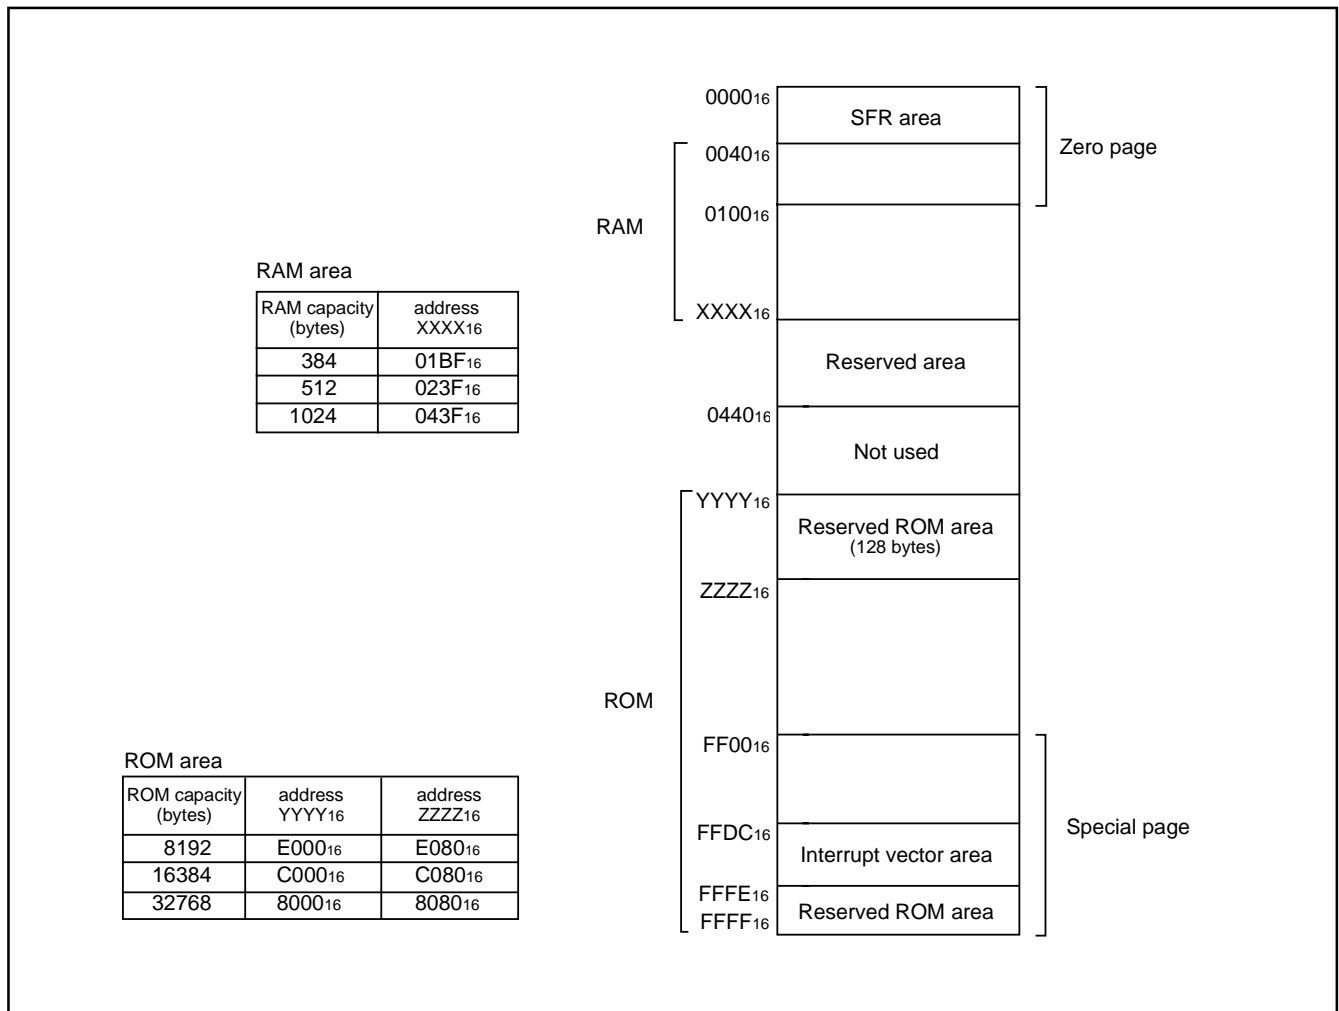 RAM area
RAM capacity (bytes) address XXXX16
384 01BF16
512 023F16
1024 043F16
ROM area
ROM capacity (bytes) address YYYY16 address ZZZZ16
8192 E00016 E08016
16384 C00016 C08016
32768 800016 808016
RAM
ROM
000016
SFR area
004016
010016
XXXX16
Reserved area
044016
Not used
YYYY16
Reserved ROM area
(128 bytes)
ZZZZ16
FF0016
FFDC16
Interrupt vector area
FFFE16
Reserved ROM area
FFFF16
Zero page
Special page